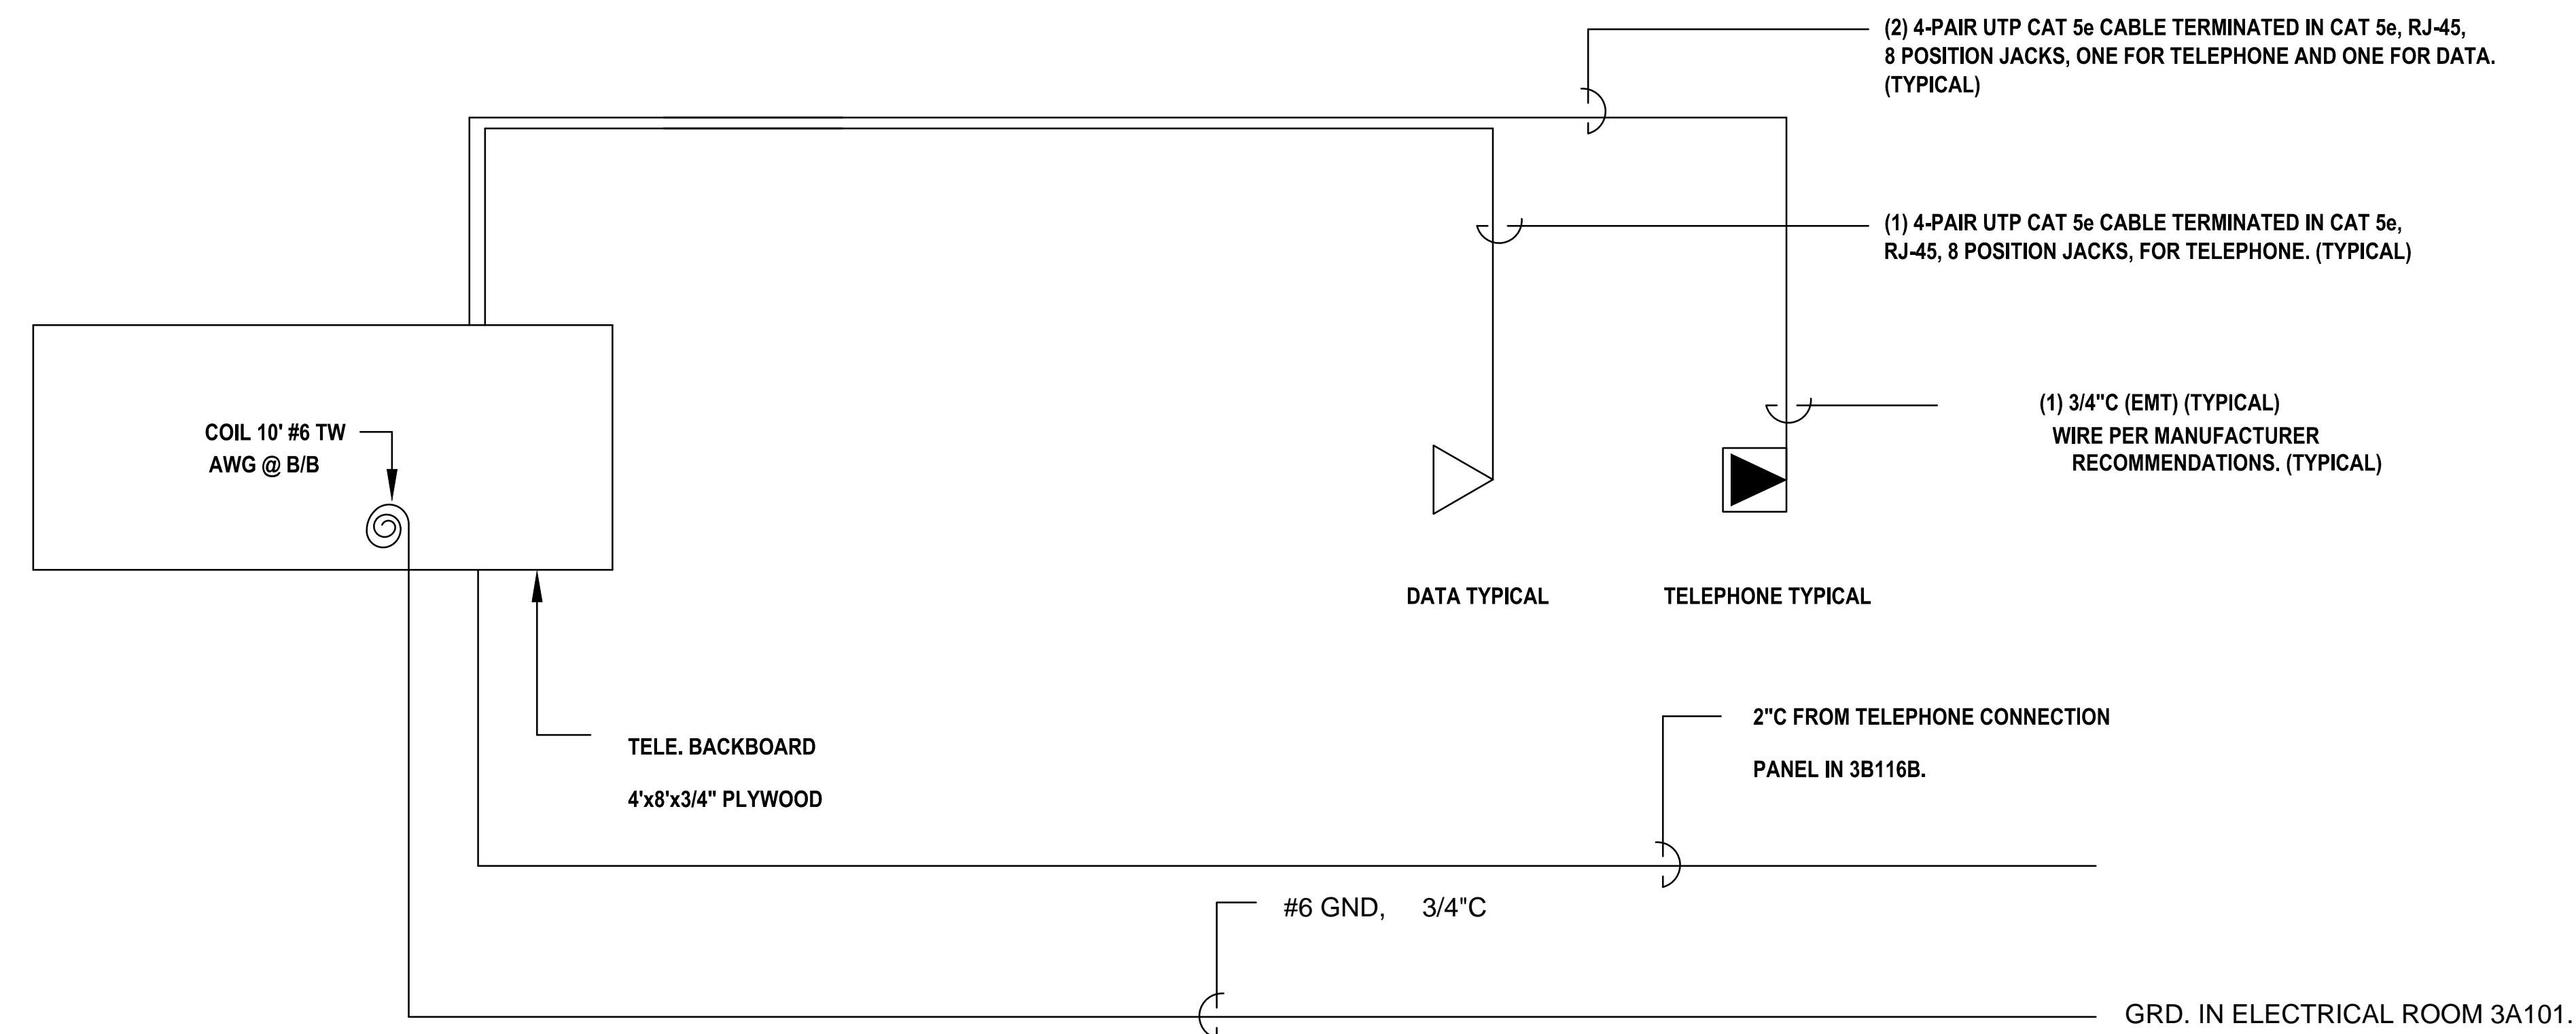 (2) 4-PAIR UTP CAT 5e CABLE TERMINATED IN CAT 5e, RJ-45,
8 POSITION JACKS, ONE FOR TELEPHONE AND ONE FOR DATA.
(TYPICAL)
(1) 4-PAIR UTP CAT 5e CABLE TERMINATED IN CAT 5e,
RJ-45, 8 POSITION JACKS, FOR TELEPHONE. (TYPICAL)
(1) 3/4"C (EMT) (TYPICAL)
WIRE PER MANUFACTURER
RECOMMENDATIONS. (TYPICAL)
COIL 10' #6 TW
AWG @ B/B
DATA TYPICAL
TELEPHONE TYPICAL
TELE. BACKBOARD
4'x8'x3/4" PLYWOOD
2"C FROM TELEPHONE CONNECTION
PANEL IN 3B116B.
#6 GND, 3/4"C
GRD. IN ELECTRICAL ROOM 3A101.